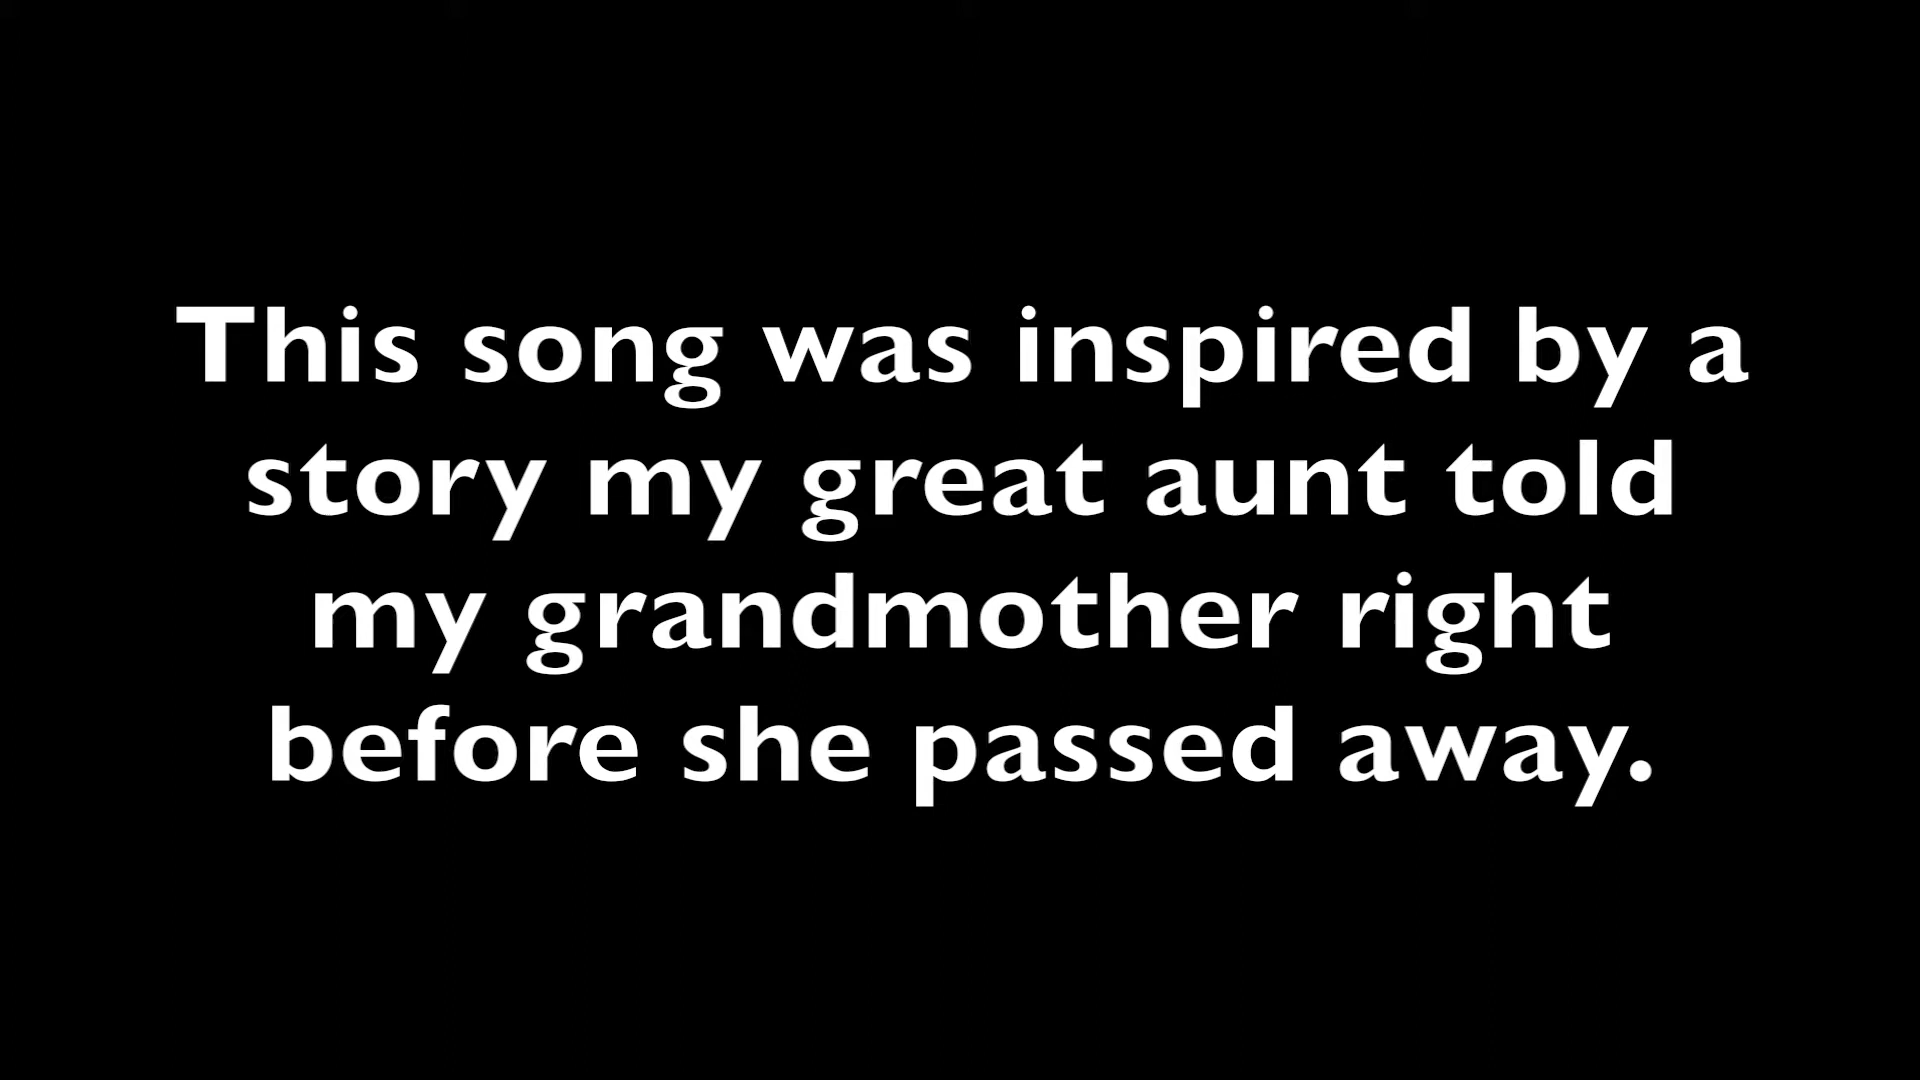 This song was inspired by a
story my great aunt told
my grandmother right
before she passed away.